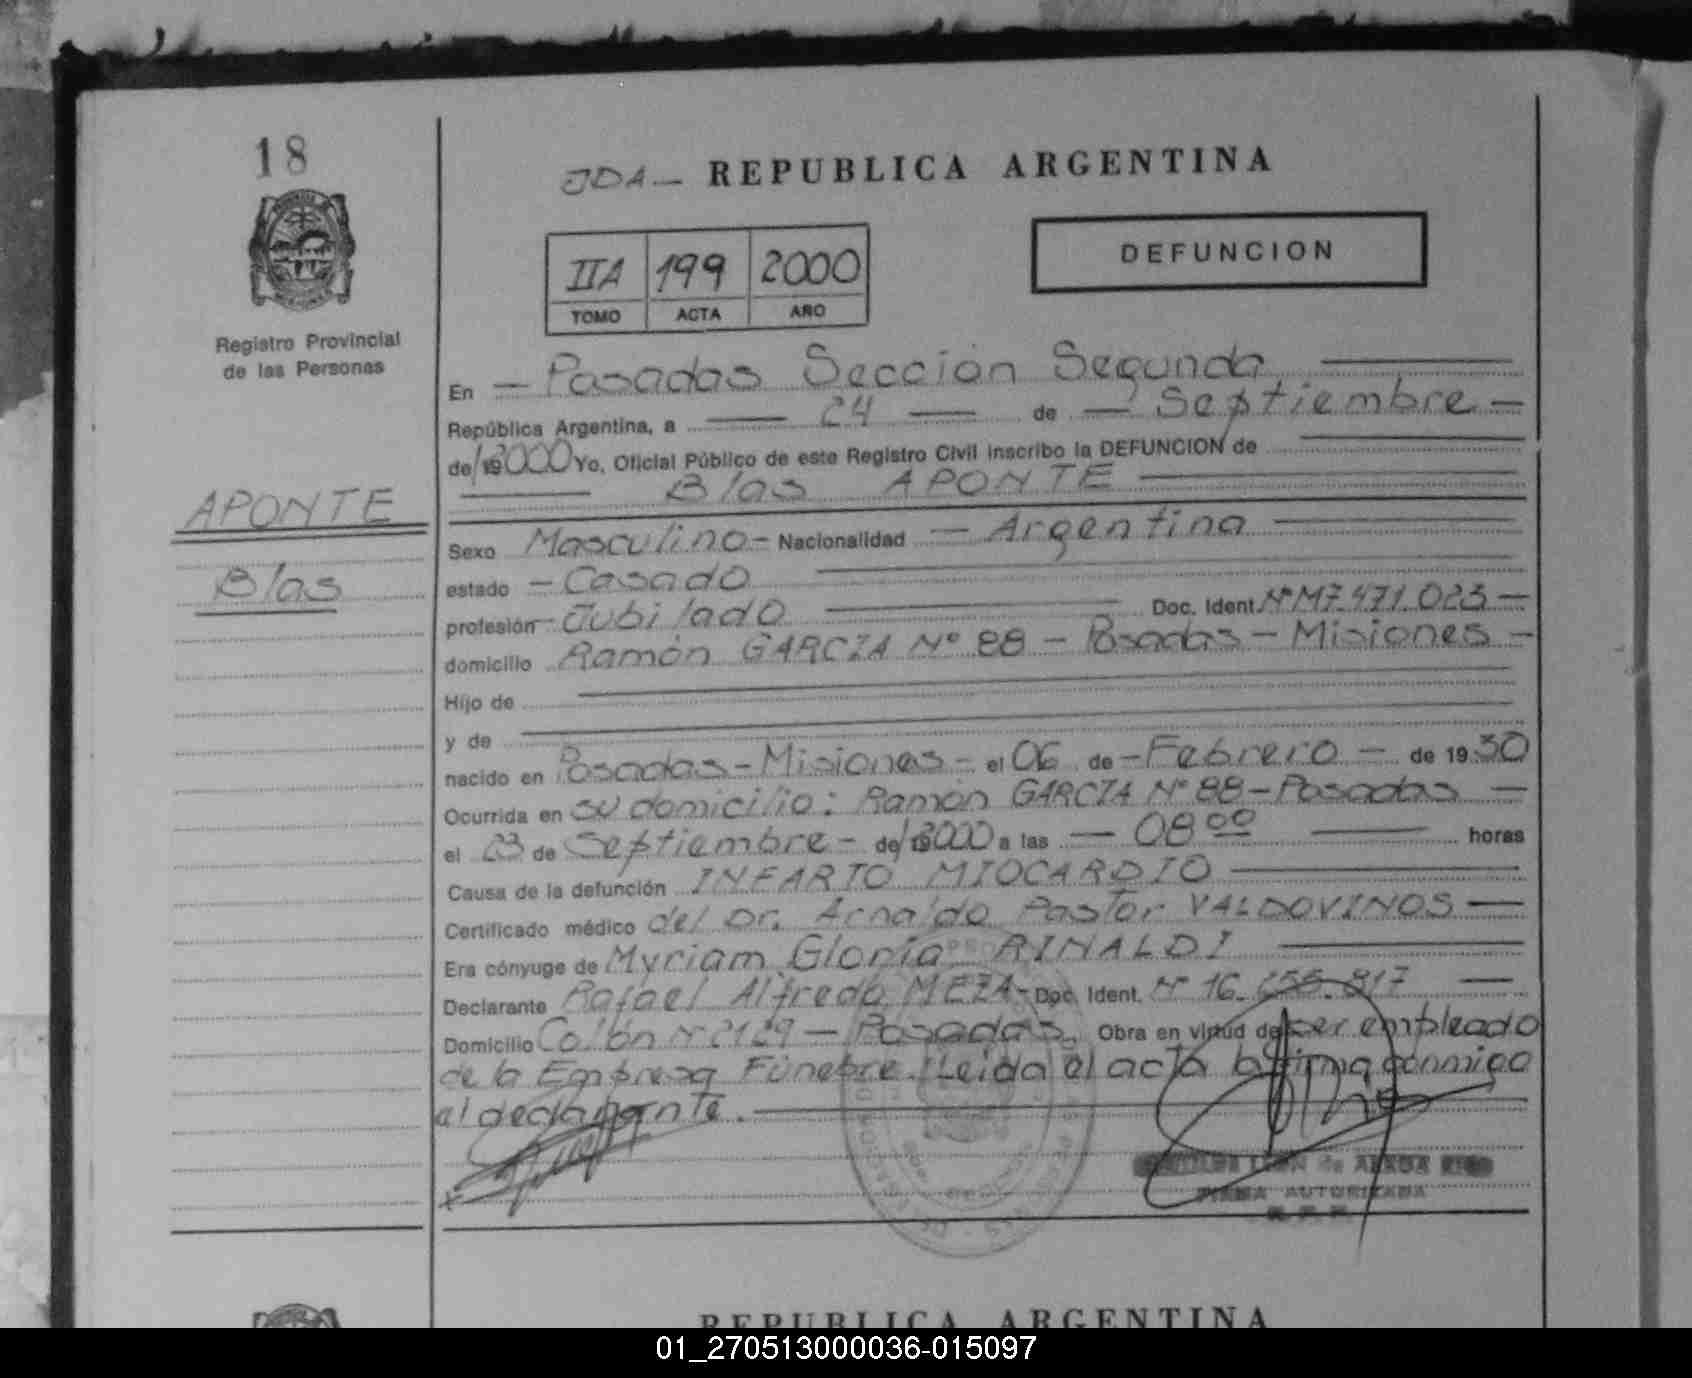 18
JDA — REPUBLICA ARGENTINA
DEFUNCION
IIA 199 2000
TOMO ACTA AÑO
Registro Provincial
de las Personas
En — Posadas Sección Segunda
República Argentina, a — 24 — de — Septiembre —
de/192000 Yo, Oficial Público de este Registro Civil inscribo la DEFUNCION de
Blas APONTE
APONTE
Blas
Sexo Masculino - Nacionalidad — Argentina
estado - Casado
profesión - Jubilado Doc. Ident. Nº M7.471.023 —
domicilio Ramón GARCIA Nº 88 — Posadas — Misiones —
Hijo de
y de
nacido en Posadas - Misiones - el 06 de - Febrero — de 1930
Ocurrida en su domicilio: Ramón GARCIA Nº 88 - Posadas —
el 23 de Septiembre - de/192000 a las — 08 00 horas
Causa de la defunción INFARTO MIOCARDIO
Certificado médico del Dr. Arnaldo Pastor VALDOVINOS —
Era cónyuge de Myriam Gloria RINALDI
Declarante Rafael Alfredo MEZA - Doc. Ident. Nº 16.655.817 —
Domicilio Colón Nº 2129 — Posadas. Obra en virtud de ser empleado
de la Empresa Fúnebre. Leída el acta la firma conmigo
el declarante.
FIRMA AUTORIZADA
REPUBLICA ARGENTINA
01_270513000036-015097